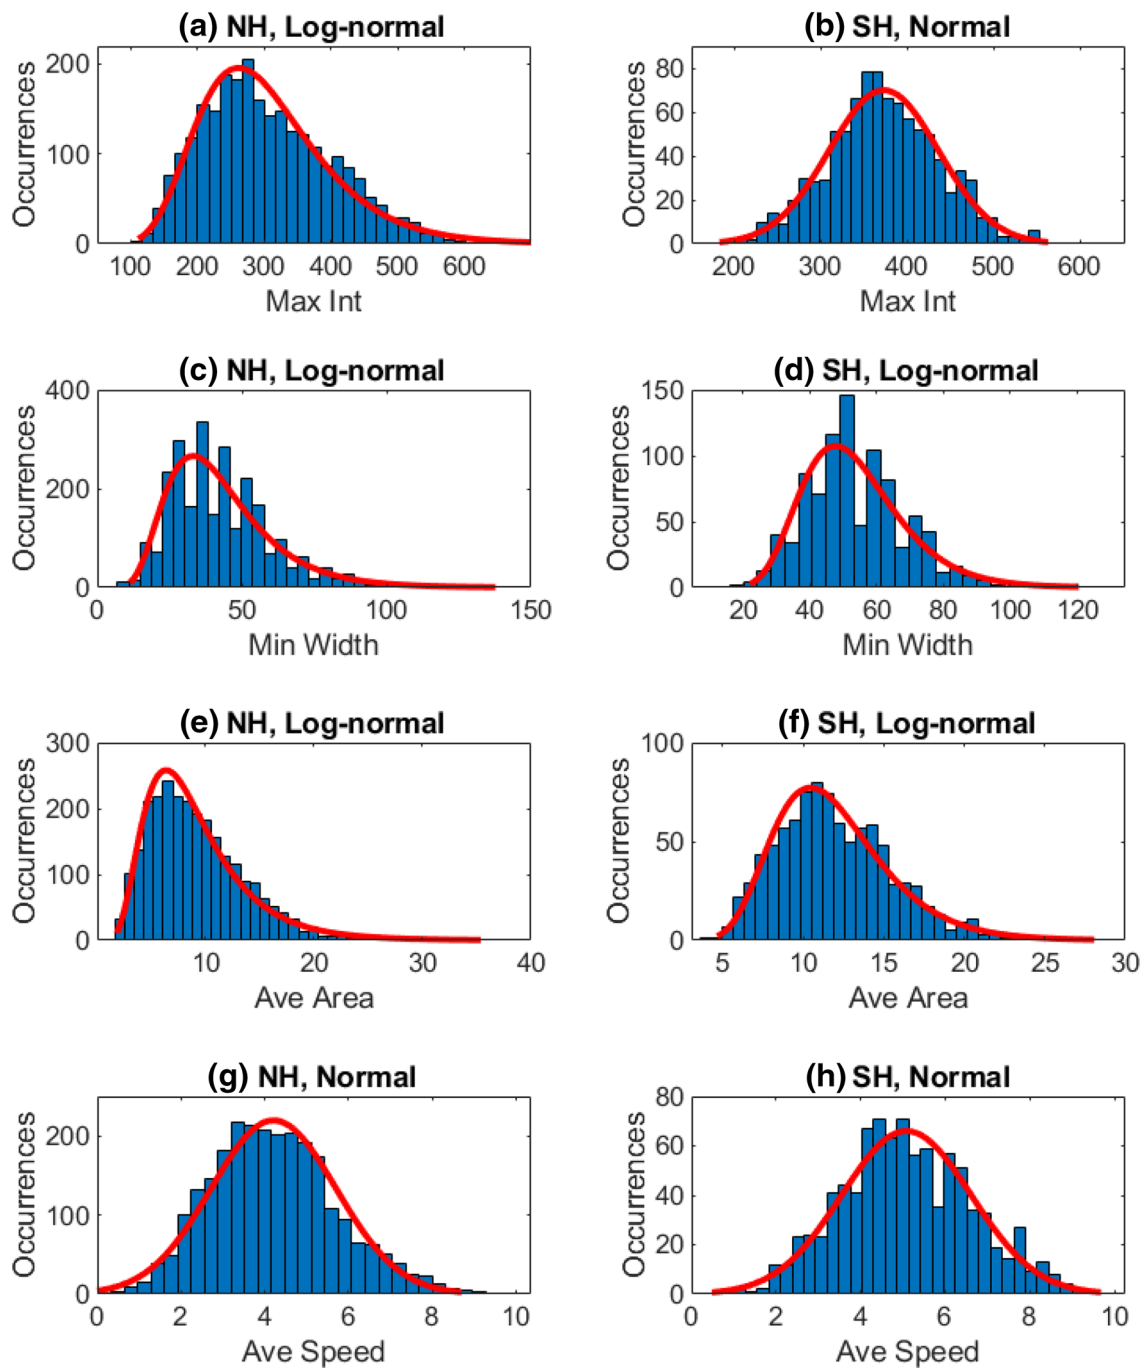 (a) NH, Log-normal
Occurrences
200
100
0
100 200 300 400 500 600
Max Int
(b) SH, Normal
Occurrences
80
60
40
20
0
200 300 400 500 600
Max Int
(c) NH, Log-normal
Occurrences
400
200
0
0 50 100 150
Min Width
(d) SH, Log-normal
Occurrences
150
100
50
0
20 40 60 80 100 120
Min Width
(e) NH, Log-normal
Occurrences
300
200
100
0
10 20 30 40
Ave Area
(f) SH, Log-normal
Occurrences
100
50
0
5 10 15 20 25 30
Ave Area
(g) NH, Normal
Occurrences
200
100
0
0 2 4 6 8 10
Ave Speed
(h) SH, Normal
Occurrences
80
60
40
20
0
0 2 4 6 8 10
Ave Speed